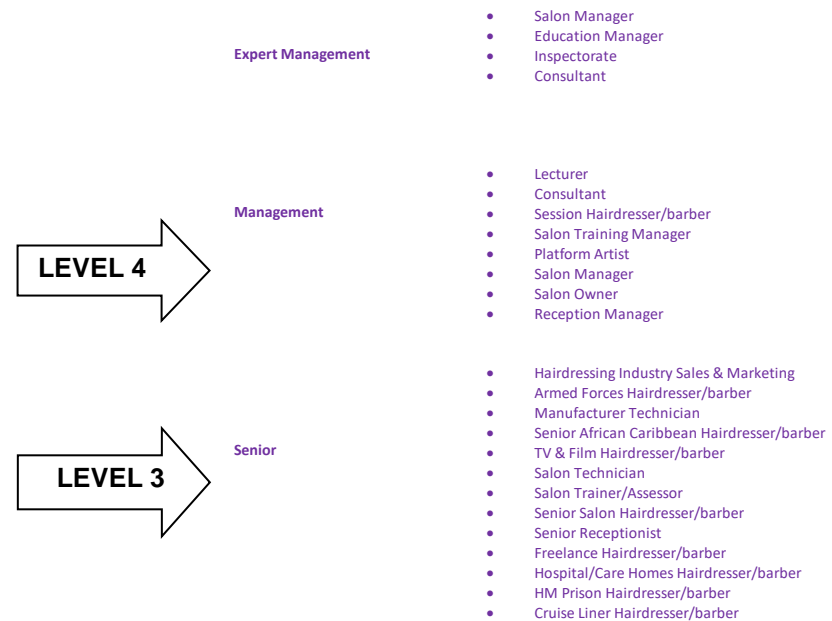 Expert Management
• Salon Manager
• Education Manager
• Inspectorate
• Consultant
LEVEL 4
Management
• Lecturer
• Consultant
• Session Hairdresser/barber
• Salon Training Manager
• Platform Artist
• Salon Manager
• Salon Owner
• Reception Manager
LEVEL 3
Senior
• Hairdressing Industry Sales & Marketing
• Armed Forces Hairdresser/barber
• Manufacturer Technician
• Senior African Caribbean Hairdresser/barber
• TV & Film Hairdresser/barber
• Salon Technician
• Salon Trainer/Assessor
• Senior Salon Hairdresser/barber
• Senior Receptionist
• Freelance Hairdresser/barber
• Hospital/Care Homes Hairdresser/barber
• HM Prison Hairdresser/barber
• Cruise Liner Hairdresser/barber